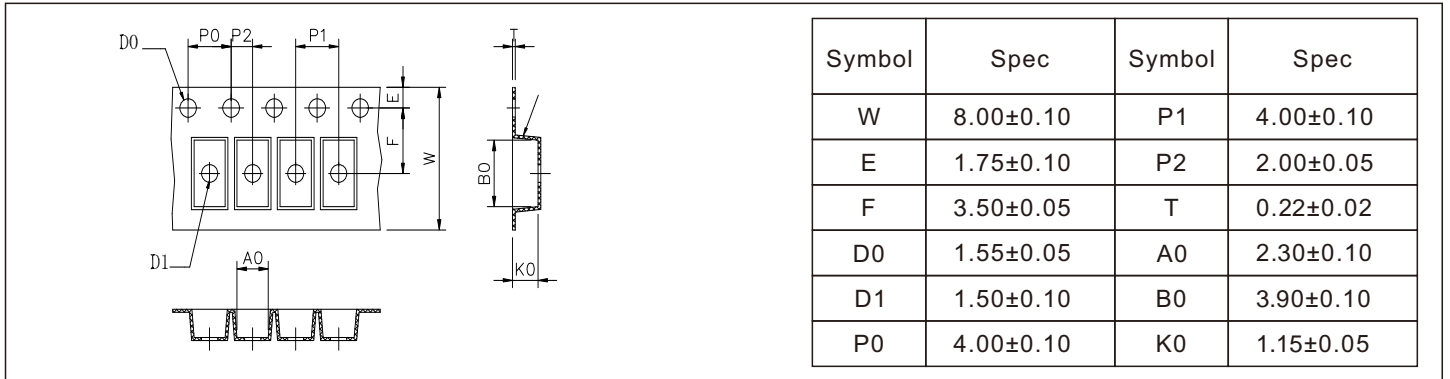 D0 P0 P2 P1
E
F
W
D1
A0
T
B0
K0
Symbol Spec Symbol Spec
W 8.00±0.10 P1 4.00±0.10
E 1.75±0.10 P2 2.00±0.05
F 3.50±0.05 T 0.22±0.02
D0 1.55±0.05 A0 2.30±0.10
D1 1.50±0.10 B0 3.90±0.10
P0 4.00±0.10 K0 1.15±0.05